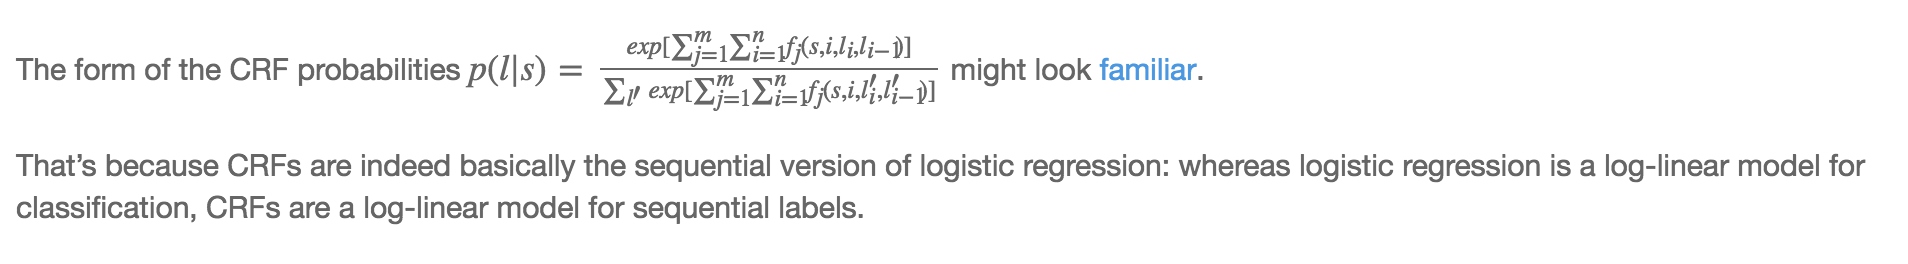 The form of the CRF probabilities p(l|s) = exp[∑_{j=1}^{m}∑_{i=1}^{n}f_j(s,i,l_i,l_{i−1})] / ∑_{l′} exp[∑_{j=1}^{m}∑_{i=1}^{n}f_j(s,i,l′_i,l′_{i−1})] might look familiar.
That’s because CRFs are indeed basically the sequential version of logistic regression: whereas logistic regression is a log-linear model for
classification, CRFs are a log-linear model for sequential labels.